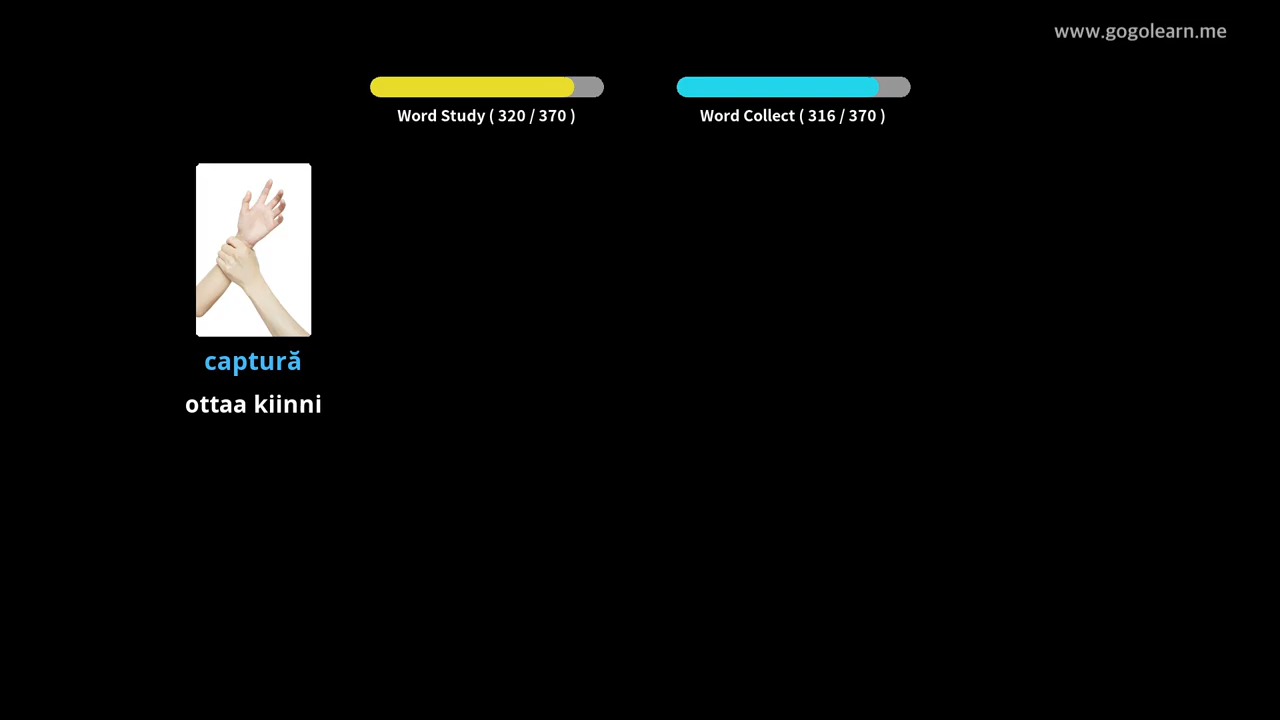 www.gogolearn.me
Word Study ( 320 / 370 )
Word Collect ( 316 / 370 )
captură
ottaa kiinni